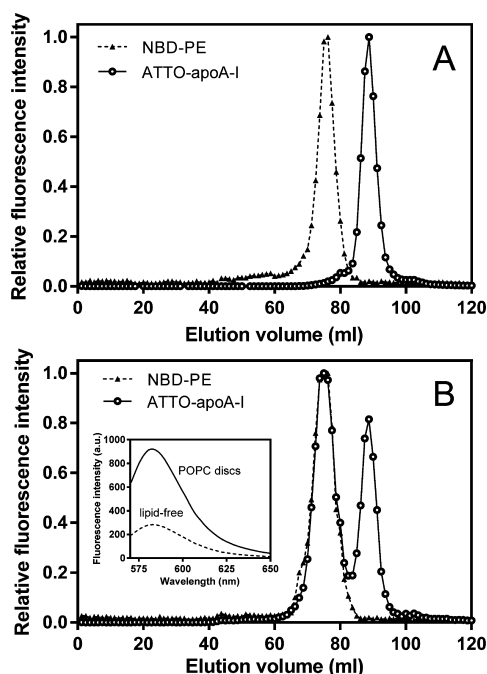 A
NBD-PE
ATTO-apoA-I
Relative fluorescence intensity
1.0
0.8
0.6
0.4
0.2
0.0
0 20 40 60 80 100 120
Elution volume (ml)
B
NBD-PE
ATTO-apoA-I
Relative fluorescence intensity
1.0
0.8
0.6
0.4
0.2
0.0
Fluorescence intensity (a.u.)
1000
800
600
400
200
0
POPC discs
lipid-free
575 600 625 650
Wavelength (nm)
0 20 40 60 80 100 120
Elution volume (ml)